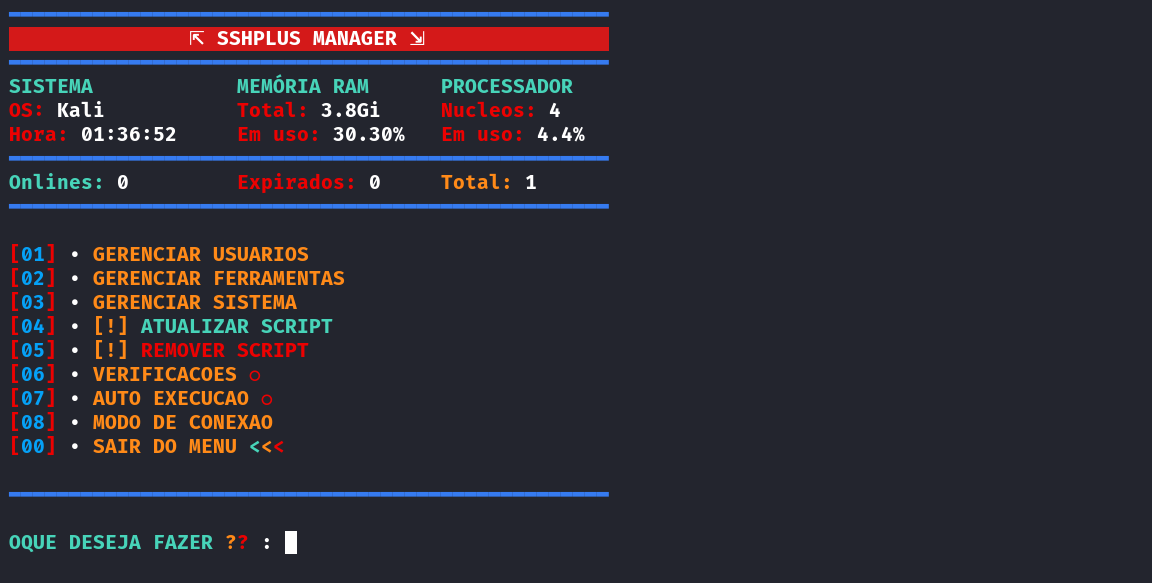 ⇱ SSHPLUS MANAGER ⇲
SISTEMA MEMÓRIA RAM PROCESSADOR
OS: Kali Total: 3.8Gi Nucleos: 4
Hora: 01:36:52 Em uso: 30.30% Em uso: 4.4%
Onlines: 0 Expirados: 0 Total: 1
[01] • GERENCIAR USUARIOS
[02] • GERENCIAR FERRAMENTAS
[03] • GERENCIAR SISTEMA
[04] • [!] ATUALIZAR SCRIPT
[05] • [!] REMOVER SCRIPT
[06] • VERIFICACOES ○
[07] • AUTO EXECUCAO ○
[08] • MODO DE CONEXAO
[00] • SAIR DO MENU <<<
OQUE DESEJA FAZER ?? :